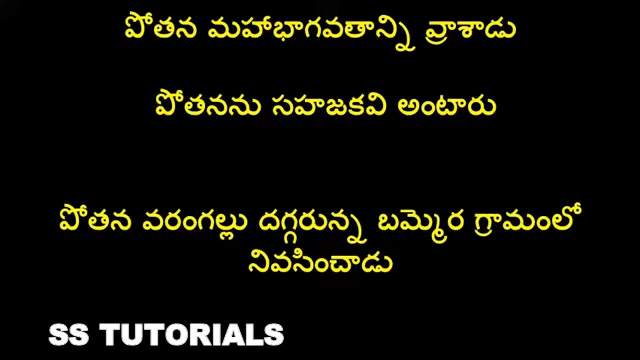 పోతన మహాభాగవతాన్ని వ్రాశాడు
పోతనను సహజకవి అంటారు
పోతన వరంగల్లు దగ్గరున్న బమ్మెర గ్రామంలో
నివసించాడు
SS TUTORIALS